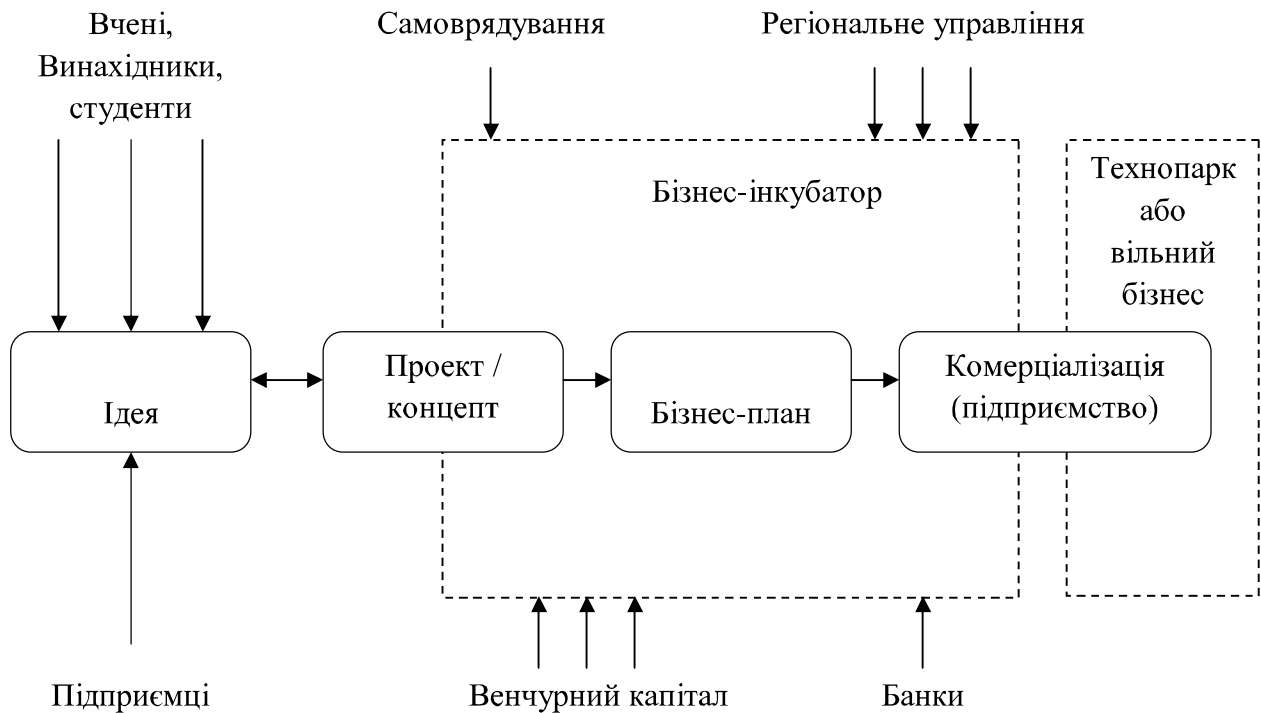 Вчені,
Винахідники,
студенти
Самоврядування
Регіональне управління
Бізнес-інкубатор
Технопарк
або
вільний
бізнес
Ідея
Проект /
концепт
Бізнес-план
Комерціалізація
(підприємство)
Підприємці
Венчурний капітал
Банки